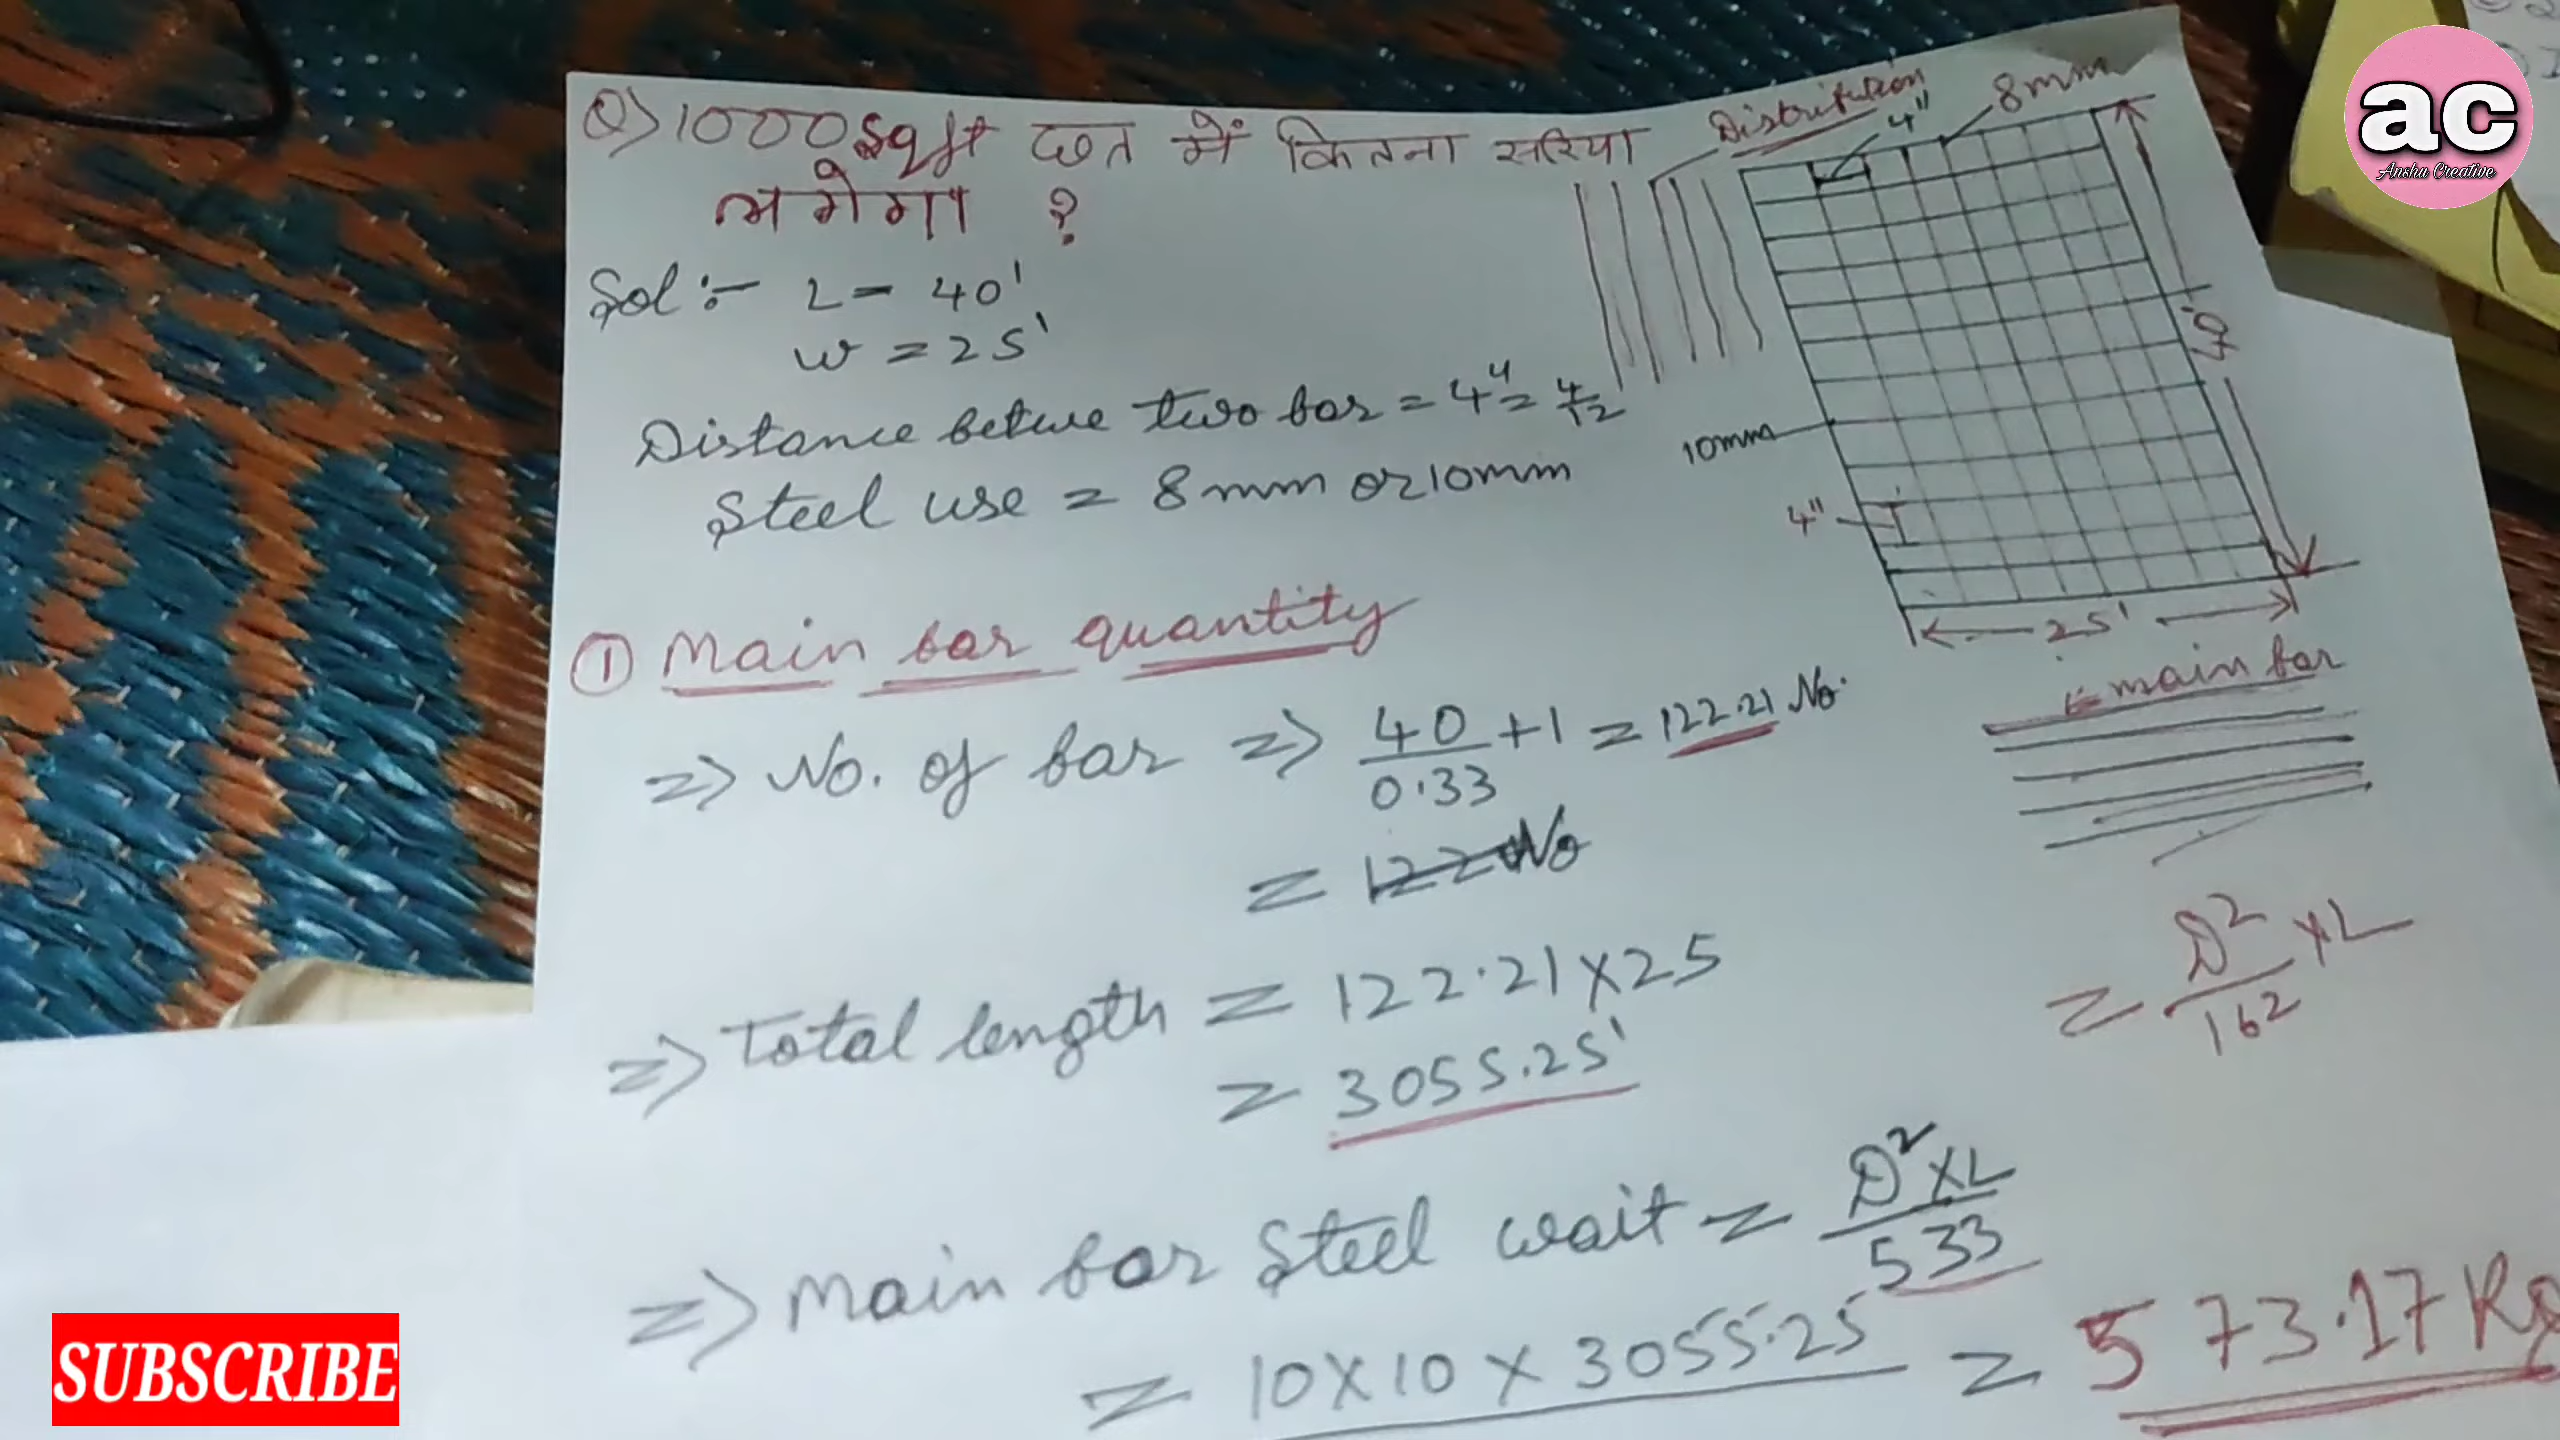 Q> 1000 Sqft छत में कितना सरिया
लगेगा ?
Sol :- L = 40'
W = 25'
Distance betwe two bar = 4" = 4/12
Steel use = 8mm or 10mm
Distribution
4"
8mm
40'
10mm
4"
25'
main bar
① Main bar quantity
=> No. of bar => 40/0.33 + 1 = 122.21 No.
= 122 No
=> Total length = 122.21 X 25
= 3055.25'
= D²/162 X L
=> Main bar Steel wait = D² X L/533
= 10 X 10 X 3055.25 = 573.17 Kg
ac
Anshu Creative
SUBSCRIBE